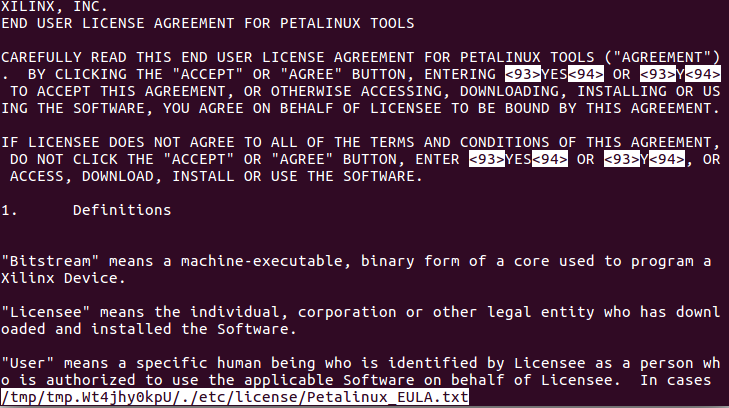 XILINX, INC.
END USER LICENSE AGREEMENT FOR PETALINUX TOOLS
CAREFULLY READ THIS END USER LICENSE AGREEMENT FOR PETALINUX TOOLS ("AGREEMENT")
.  BY CLICKING THE "ACCEPT" OR "AGREE" BUTTON, ENTERING <93>YES<94> OR <93>Y<94>
 TO ACCEPT THIS AGREEMENT, OR OTHERWISE ACCESSING, DOWNLOADING, INSTALLING OR US
ING THE SOFTWARE, YOU AGREE ON BEHALF OF LICENSEE TO BE BOUND BY THIS AGREEMENT.
IF LICENSEE DOES NOT AGREE TO ALL OF THE TERMS AND CONDITIONS OF THIS AGREEMENT,
 DO NOT CLICK THE "ACCEPT" OR "AGREE" BUTTON, ENTER <93>YES<94> OR <93>Y<94>, OR
 ACCESS, DOWNLOAD, INSTALL OR USE THE SOFTWARE.
1.      Definitions
"Bitstream" means a machine-executable, binary form of a core used to program a
Xilinx Device.
"Licensee" means the individual, corporation or other legal entity who has downl
oaded and installed the Software.
"User" means a specific human being who is identified by Licensee as a person wh
o is authorized to use the applicable Software on behalf of Licensee.  In cases
/tmp/tmp.Wt4jhy0kpU/./etc/license/Petalinux_EULA.txt